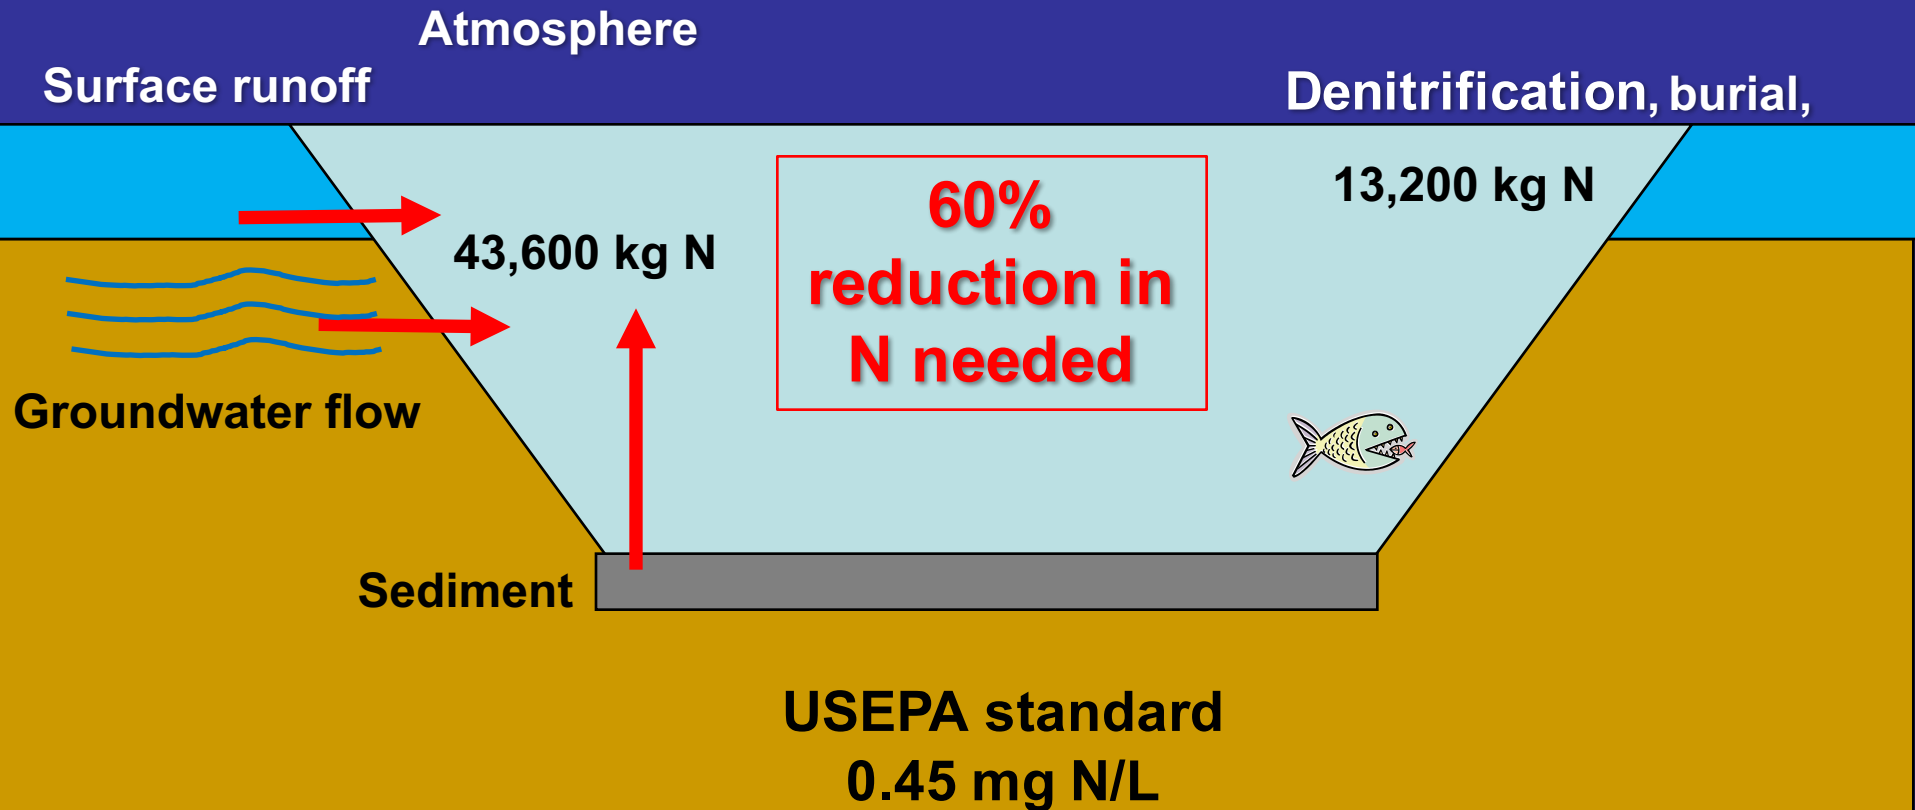 Atmosphere
Surface runoff
Denitrification, burial,
13,200 kg N
60%
reduction in
N needed
43,600 kg N
Groundwater flow
Sediment
USEPA standard
0.45 mg N/L